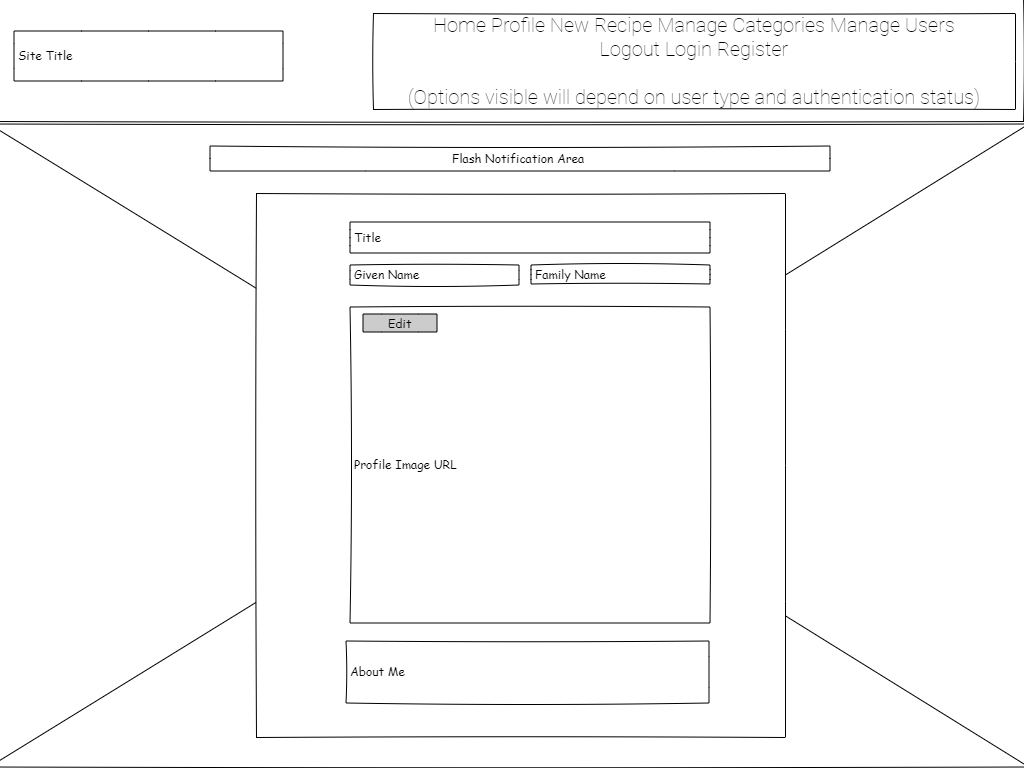 Site Title
Home Profile New Recipe Manage Categories Manage Users
Logout Login Register
(Options visible will depend on user type and authentication status)
Flash Notification Area
Title
Given Name
Family Name
Edit
Profile Image URL
About Me